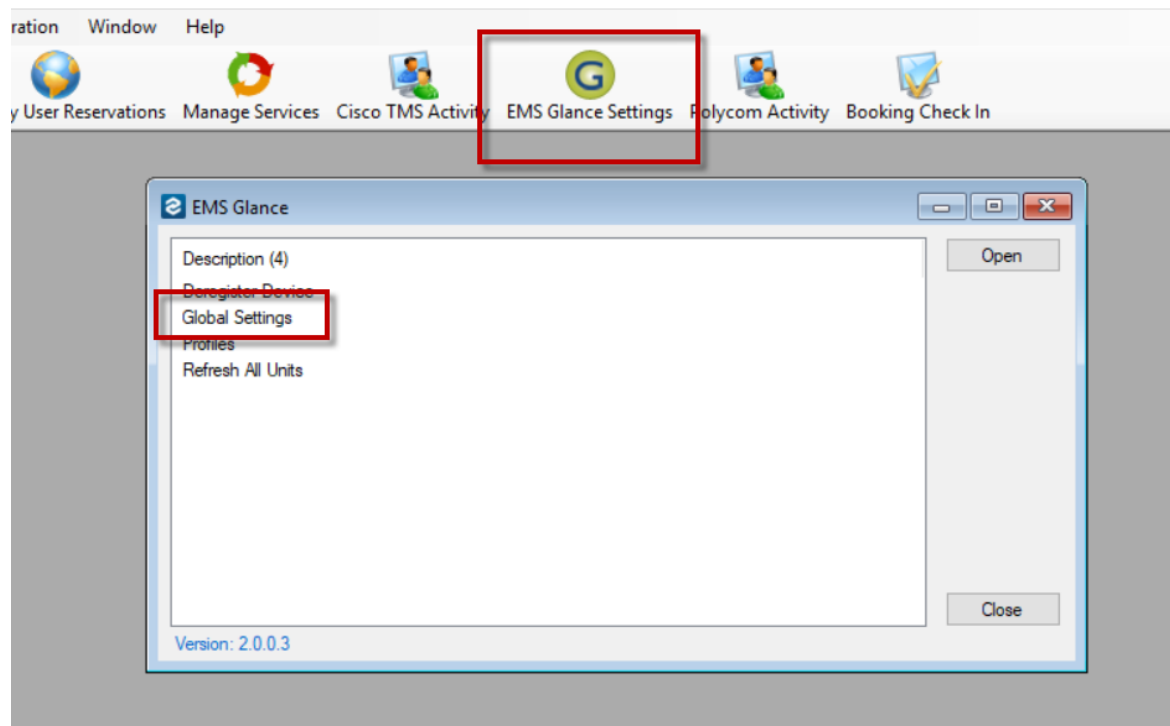 ration Window Help
y User Reservations Manage Services Cisco TMS Activity EMS Glance Settings Polycom Activity Booking Check In
EMS Glance
Description (4)
Open
Deregister Device
Global Settings
Profiles
Refresh All Units
Close
Version: 2.0.0.3